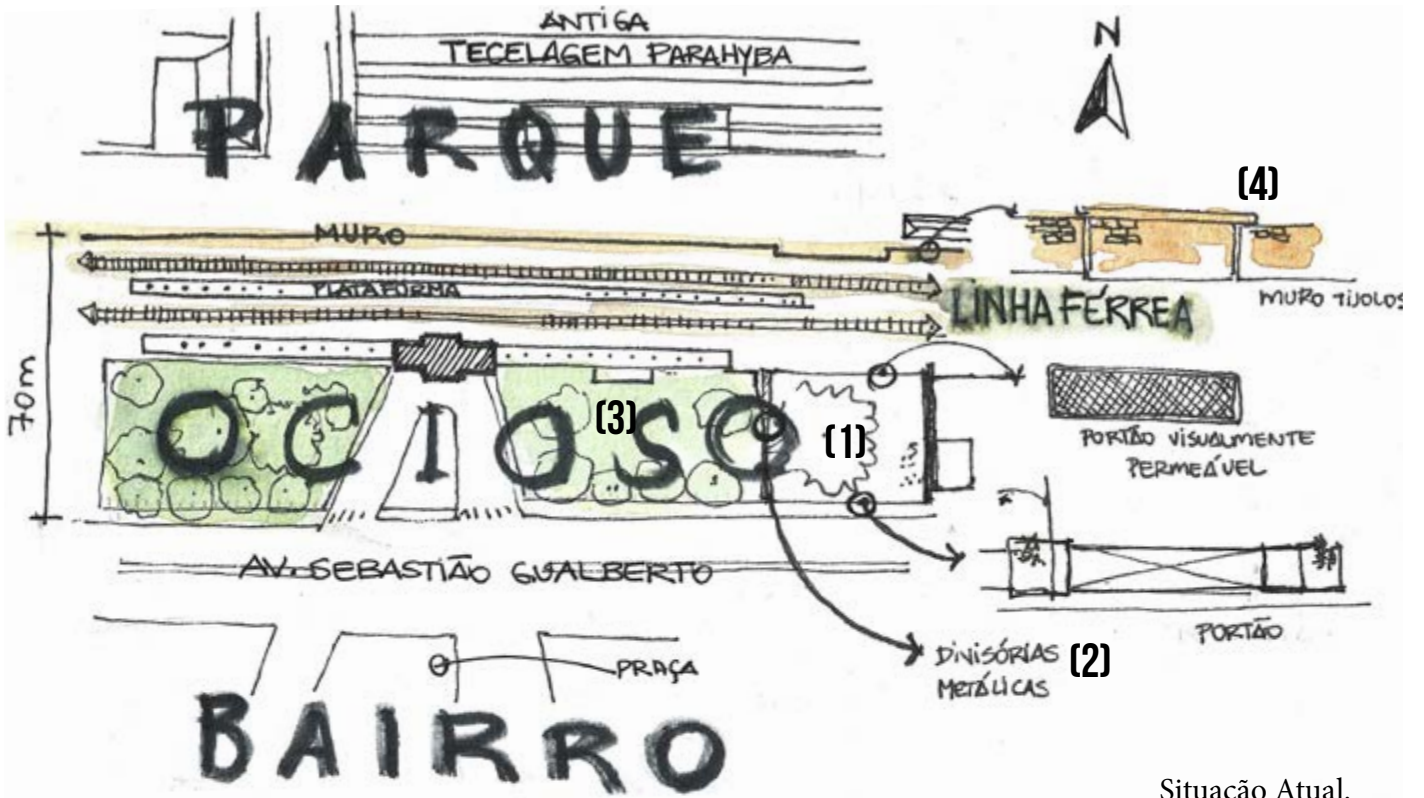 ANTIGA
TECELAGEM PARAHYBA
N
PARQUE
(4)
MURO
PLATAFORMA
LINHA FÉRREA
MURO TIJOLOS
70m
OCIOSO
(3)
(1)
PORTÃO VISUALMENTE
PERMEÁVEL
AV. SEBASTIÃO GUALBERTO
PORTÃO
PRAÇA
DIVISÓRIAS
METÁLICAS
(2)
BAIRRO
Situação Atual.